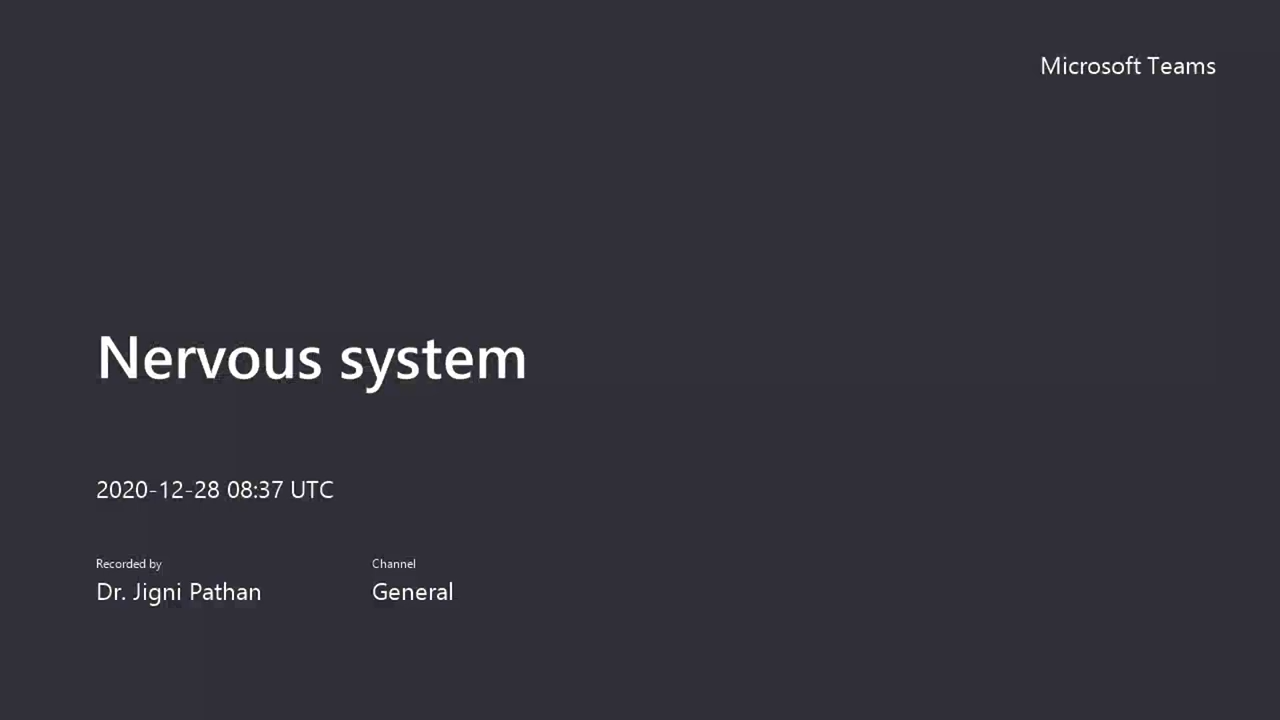 Microsoft Teams
Nervous system
2020-12-28 08:37 UTC
Recorded by
Dr. Jigni Pathan
Channel
General